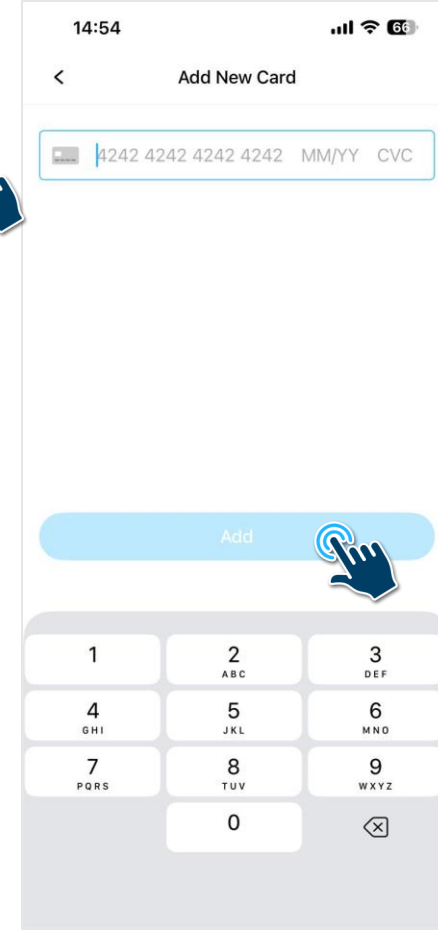 14:54 66
Add New Card
4242 4242 4242 4242 MM/YY CVC
Add
1 2 3
ABC DEF
4 5 6
GHI JKL MNO
7 8 9
PQRS TUV WXYZ
0